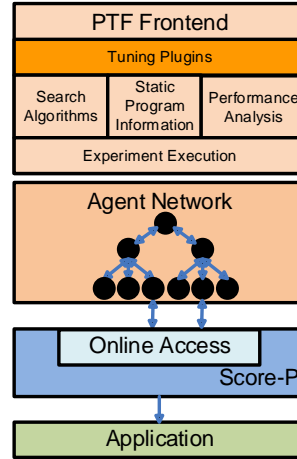 PTF Frontend
Tuning Plugins
Search
Algorithms
Static
Program
Information
Performance
Analysis
Experiment Execution
Agent Network
Online Access
Score-P
Application